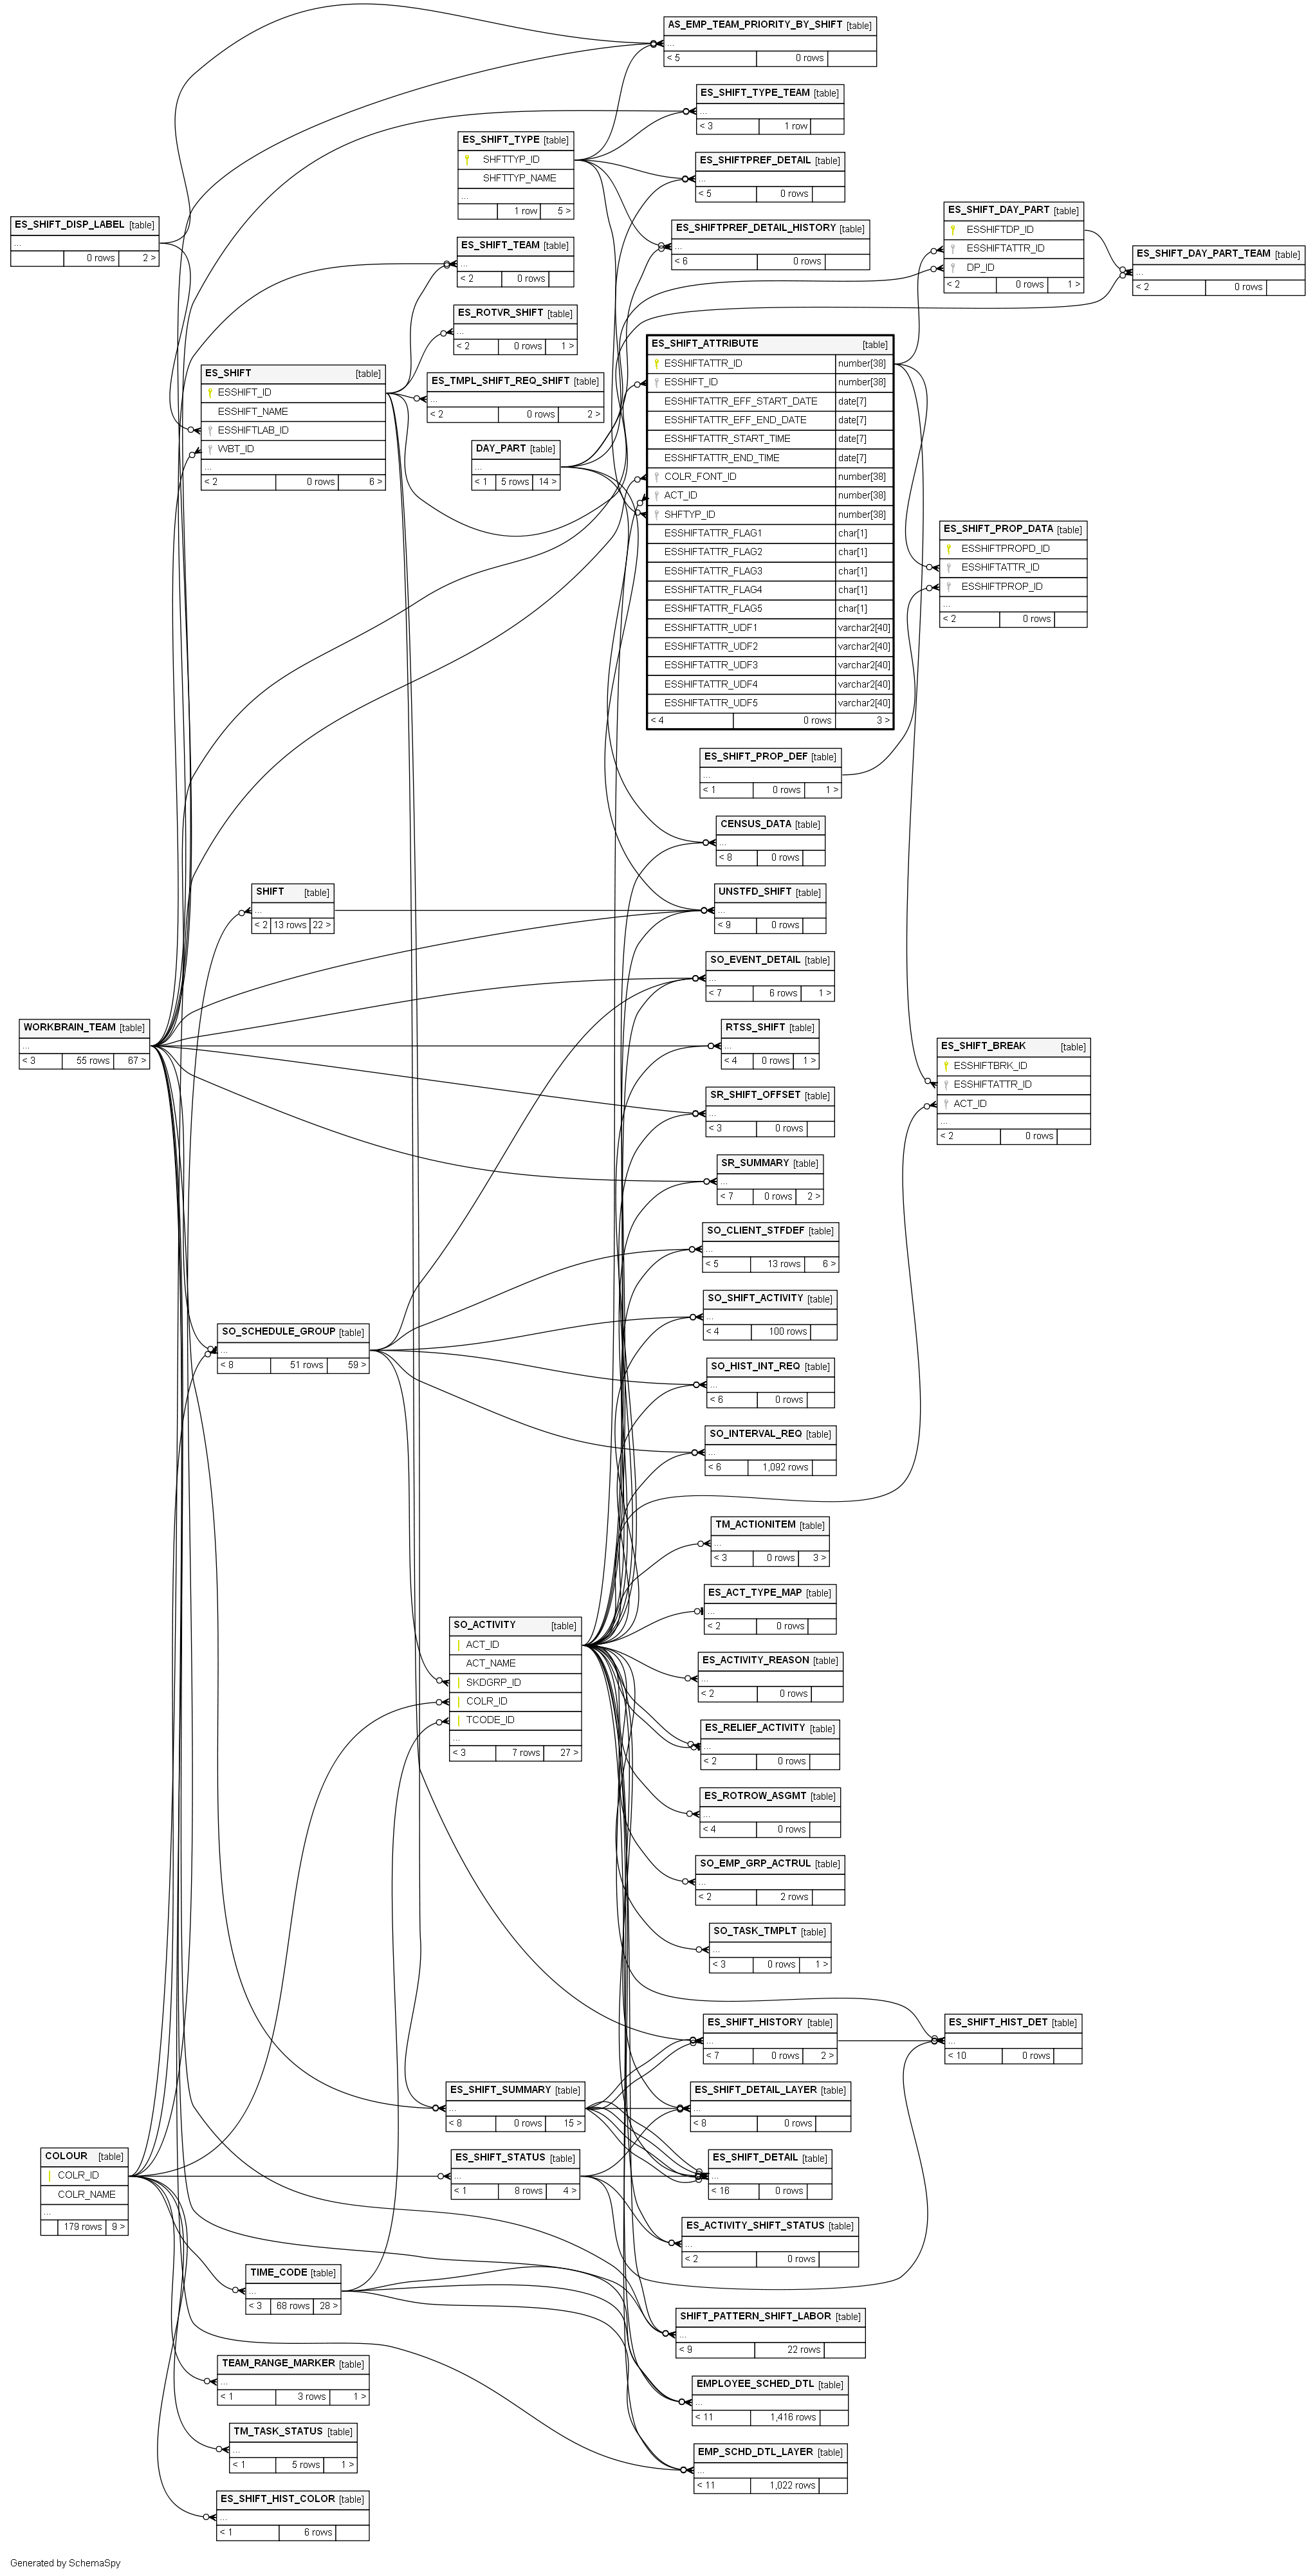 AS_EMP_TEAM_PRIORITY_BY_SHIFT [table]
...
< 5 0 rows
ES_SHIFT_TYPE_TEAM [table]
...
< 3 1 row
ES_SHIFT_TYPE [table]
SHFTTYP_ID
SHFTTYP_NAME
...
1 row 5 >
ES_SHIFTPREF_DETAIL [table]
...
< 5 0 rows
ES_SHIFT_DISP_LABEL [table]
...
0 rows 2 >
ES_SHIFT_TEAM [table]
...
< 2 0 rows
ES_SHIFTPREF_DETAIL_HISTORY [table]
...
< 6 0 rows
ES_SHIFT_DAY_PART [table]
ESSHIFTDP_ID
ESSHIFTATTR_ID
DP_ID
< 2 0 rows 1 >
ES_SHIFT_DAY_PART_TEAM [table]
...
< 2 0 rows
ES_ROTVR_SHIFT [table]
...
< 2 0 rows 1 >
ES_SHIFT [table]
ESSHIFT_ID
ESSHIFT_NAME
ESSHIFTLAB_ID
WBT_ID
...
< 2 0 rows 6 >
ES_TMPL_SHIFT_REQ_SHIFT [table]
...
< 2 0 rows 2 >
DAY_PART [table]
...
< 1 5 rows 14 >
ES_SHIFT_ATTRIBUTE [table]
ESSHIFTATTR_ID number[38]
ESSHIFT_ID number[38]
ESSHIFTATTR_EFF_START_DATE date[7]
ESSHIFTATTR_EFF_END_DATE date[7]
ESSHIFTATTR_START_TIME date[7]
ESSHIFTATTR_END_TIME date[7]
COLR_FONT_ID number[38]
ACT_ID number[38]
SHFTYP_ID number[38]
ESSHIFTATTR_FLAG1 char[1]
ESSHIFTATTR_FLAG2 char[1]
ESSHIFTATTR_FLAG3 char[1]
ESSHIFTATTR_FLAG4 char[1]
ESSHIFTATTR_FLAG5 char[1]
ESSHIFTATTR_UDF1 varchar2[40]
ESSHIFTATTR_UDF2 varchar2[40]
ESSHIFTATTR_UDF3 varchar2[40]
ESSHIFTATTR_UDF4 varchar2[40]
ESSHIFTATTR_UDF5 varchar2[40]
< 4 0 rows 3 >
ES_SHIFT_PROP_DATA [table]
ESSHIFTPROPD_ID
ESSHIFTATTR_ID
ESSHIFTPROP_ID
...
< 2 0 rows
ES_SHIFT_PROP_DEF [table]
...
< 1 0 rows 1 >
CENSUS_DATA [table]
...
< 8 0 rows
SHIFT [table]
...
< 2 13 rows 22 >
UNSTFD_SHIFT [table]
...
< 9 0 rows
SO_EVENT_DETAIL [table]
...
< 7 6 rows 1 >
WORKBRAIN_TEAM [table]
...
< 3 55 rows 67 >
RTSS_SHIFT [table]
...
< 4 0 rows 1 >
ES_SHIFT_BREAK [table]
ESSHIFTBRK_ID
ESSHIFTATTR_ID
ACT_ID
...
< 2 0 rows
SR_SHIFT_OFFSET [table]
...
< 3 0 rows
SR_SUMMARY [table]
...
< 7 0 rows 2 >
SO_CLIENT_STFDEF [table]
...
< 5 13 rows 6 >
SO_SHIFT_ACTIVITY [table]
...
< 4 100 rows
SO_SCHEDULE_GROUP [table]
...
< 8 51 rows 59 >
SO_HIST_INT_REQ [table]
...
< 6 0 rows
SO_INTERVAL_REQ [table]
...
< 6 1,092 rows
TM_ACTIONITEM [table]
...
< 3 0 rows 3 >
ES_ACT_TYPE_MAP [table]
...
< 2 0 rows
SO_ACTIVITY [table]
ACT_ID
ACT_NAME
SKDGRP_ID
COLR_ID
TCODE_ID
...
< 3 7 rows 27 >
ES_ACTIVITY_REASON [table]
...
< 2 0 rows
ES_RELIEF_ACTIVITY [table]
...
< 2 0 rows
ES_ROTROW_ASGMT [table]
...
< 4 0 rows
SO_EMP_GRP_ACTRUL [table]
...
< 2 2 rows
SO_TASK_TMPLT [table]
...
< 3 0 rows 1 >
ES_SHIFT_HISTORY [table]
...
< 7 0 rows 2 >
ES_SHIFT_HIST_DET [table]
...
< 10 0 rows
ES_SHIFT_SUMMARY [table]
...
< 8 0 rows 15 >
ES_SHIFT_DETAIL_LAYER [table]
...
< 8 0 rows
COLOUR [table]
COLR_ID
COLR_NAME
...
179 rows 9 >
ES_SHIFT_STATUS [table]
...
< 1 8 rows 4 >
ES_SHIFT_DETAIL [table]
...
< 16 0 rows
ES_ACTIVITY_SHIFT_STATUS [table]
...
< 2 0 rows
TIME_CODE [table]
...
< 3 68 rows 28 >
SHIFT_PATTERN_SHIFT_LABOR [table]
...
< 9 22 rows
TEAM_RANGE_MARKER [table]
...
< 1 3 rows 1 >
EMPLOYEE_SCHED_DTL [table]
...
< 11 1,416 rows
TM_TASK_STATUS [table]
...
< 1 5 rows 1 >
EMP_SCHD_DTL_LAYER [table]
...
< 11 1,022 rows
ES_SHIFT_HIST_COLOR [table]
...
< 1 6 rows
Generated by SchemaSpy